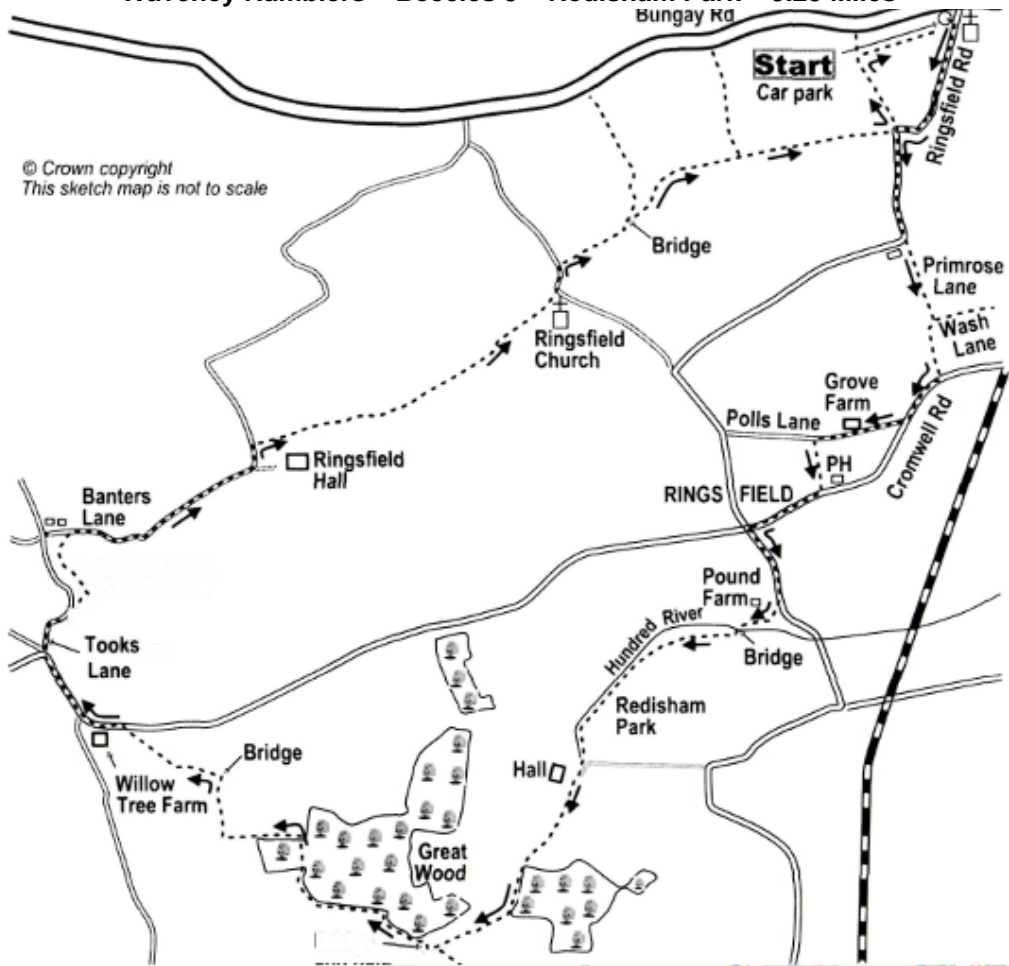 Bungay Rd
Start
Car park
Ringsfield Rd
© Crown copyright
This sketch map is not to scale
Bridge
Primrose
Lane
Wash
Lane
Ringsfield
Church
Grove
Farm
Polls Lane
Cromwell Rd
PH
Ringsfield
Hall
RINGS FIELD
Banters
Lane
Pound
Farm
Hundred River
Bridge
Tooks
Lane
Redisham
Park
Bridge
Hall
Willow
Tree Farm
Great
Wood